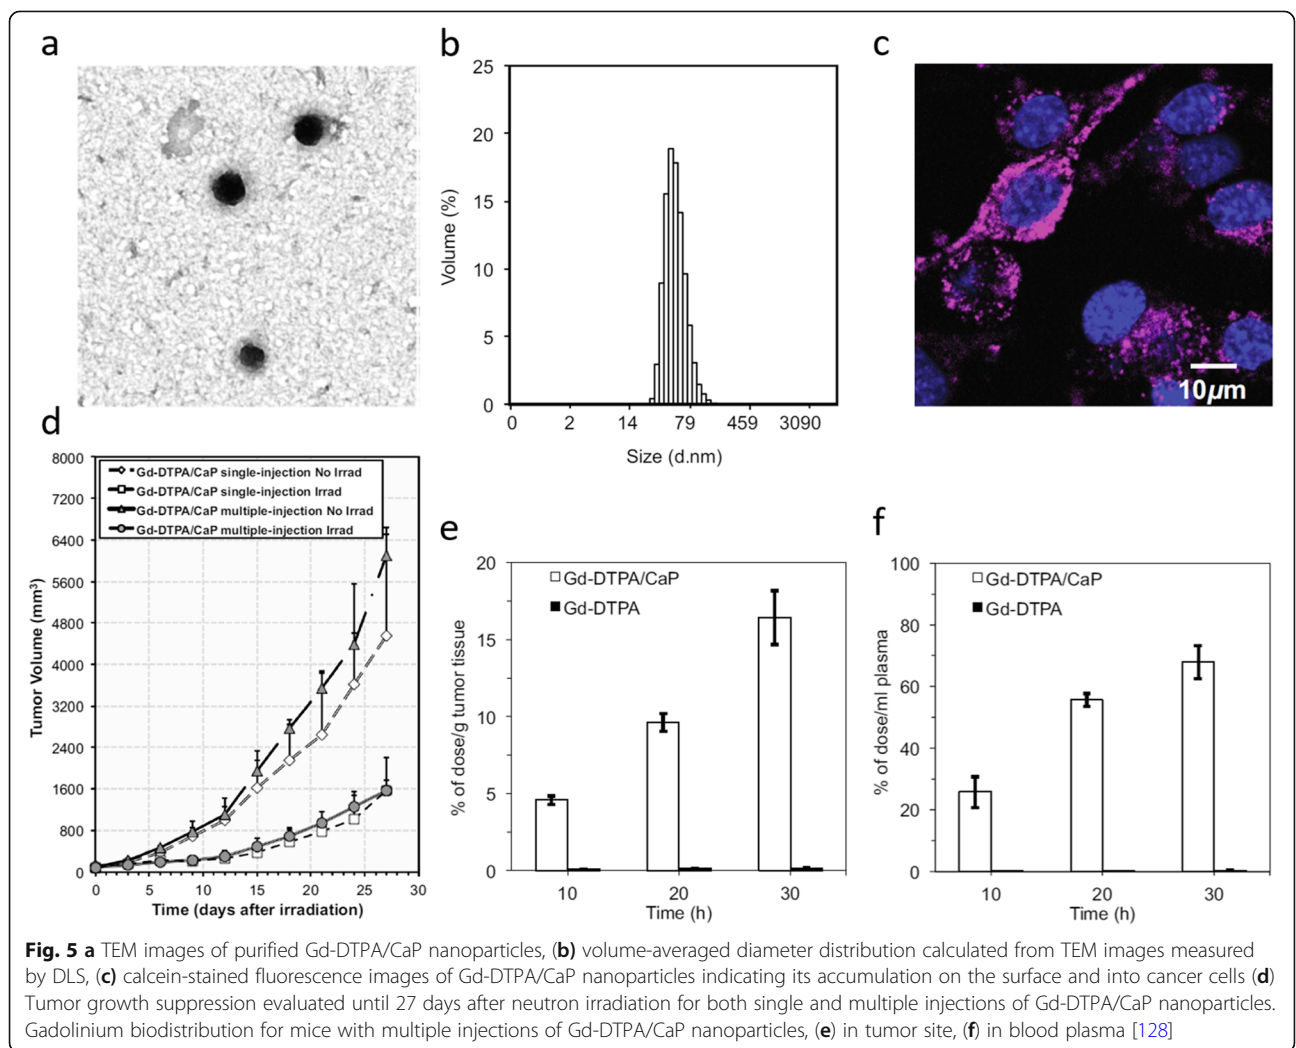 a
b
c
25
20
15
10
5
0
Volume (%)
0 2 14 79 459 3090
Size (d.nm)
10μm
d
8000
7200
6400
5600
4800
4000
3200
2400
1600
800
0
Tumor Volume (mm³)
Gd-DTPA/CaP single-injection No Irrad
Gd-DTPA/CaP single-injection Irrad
Gd-DTPA/CaP multiple-injection No Irrad
Gd-DTPA/CaP multiple-injection Irrad
0 5 10 15 20 25 30
Time (days after irradiation)
e
20
15
10
5
0
% of dose/g tumor tissue
Gd-DTPA/CaP
Gd-DTPA
10 20 30
Time (h)
f
100
80
60
40
20
0
% of dose/ml plasma
Gd-DTPA/CaP
Gd-DTPA
10 20 30
Time (h)
Fig. 5 a TEM images of purified Gd-DTPA/CaP nanoparticles, (b) volume-averaged diameter distribution calculated from TEM images measured
by DLS, (c) calcein-stained fluorescence images of Gd-DTPA/CaP nanoparticles indicating its accumulation on the surface and into cancer cells (d)
Tumor growth suppression evaluated until 27 days after neutron irradiation for both single and multiple injections of Gd-DTPA/CaP nanoparticles.
Gadolinium biodistribution for mice with multiple injections of Gd-DTPA/CaP nanoparticles, (e) in tumor site, (f) in blood plasma [128]